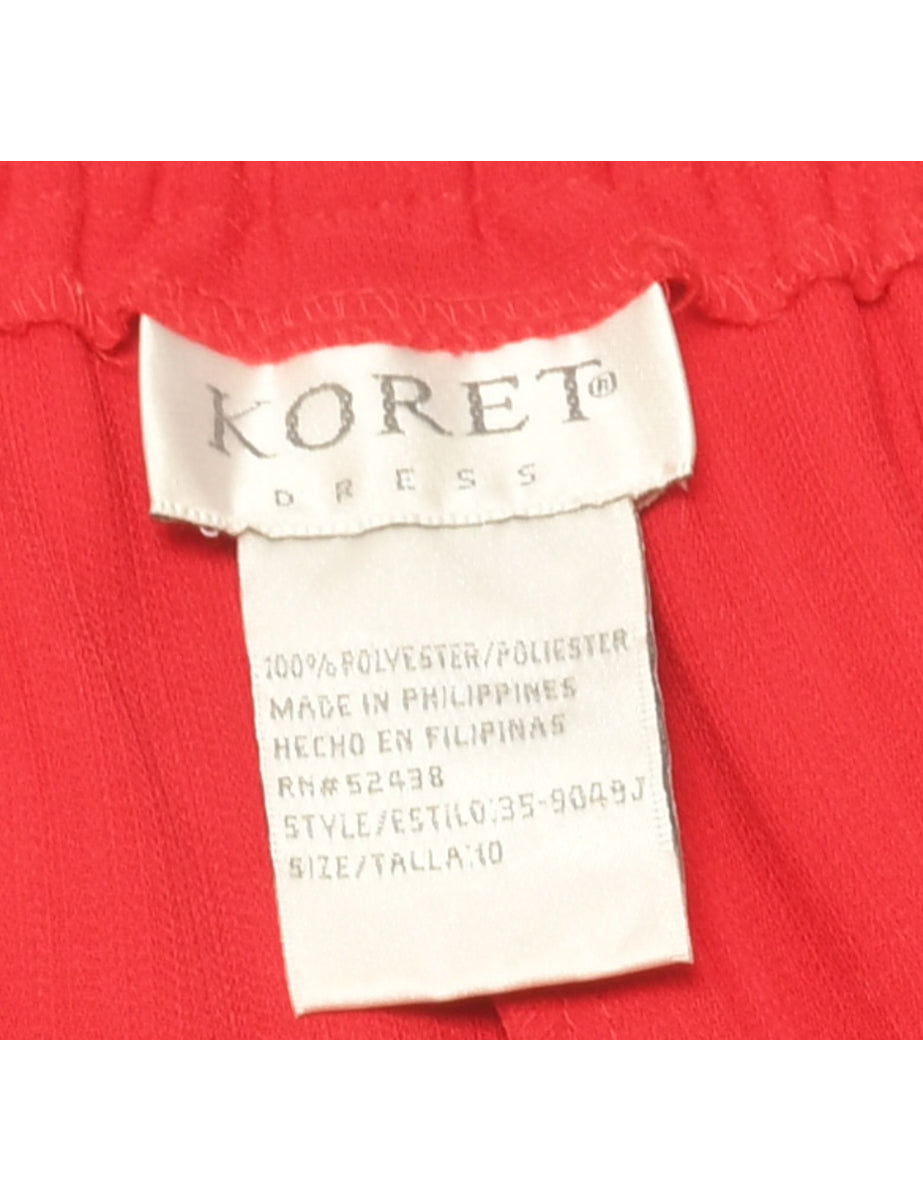 KORET®
DRESS
100% POLYESTER/POLIESTER
MADE IN PHILIPPINES
HECHO EN FILIPINAS
RN# 52438
STYLE/ESTILO:35-9049J
SIZE/TALLA:10